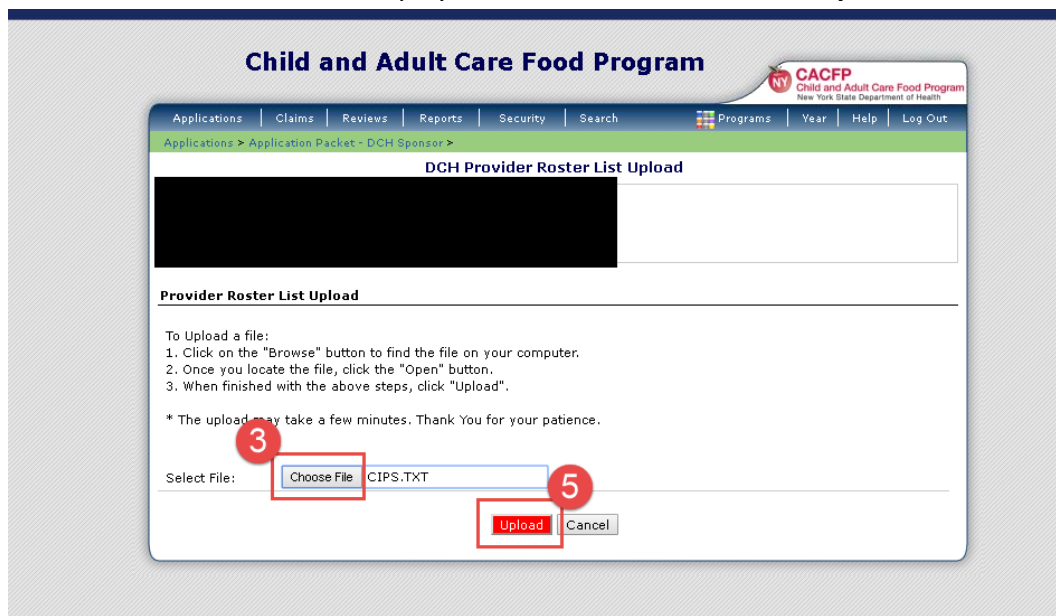 Child and Adult Care Food Program
NY CACFP
Child and Adult Care Food Program
New York State Department of Health
Applications | Claims | Reviews | Reports | Security | Search Programs | Year | Help | Log Out
Applications > Application Packet - DCH Sponsor >
DCH Provider Roster List Upload
Provider Roster List Upload
To Upload a file:
1. Click on the "Browse" button to find the file on your computer.
2. Once you locate the file, click the "Open" button.
3. When finished with the above steps, click "Upload".
* The upload may take a few minutes. Thank You for your patience.
3
Select File: Choose File CIPS.TXT
5
Upload Cancel